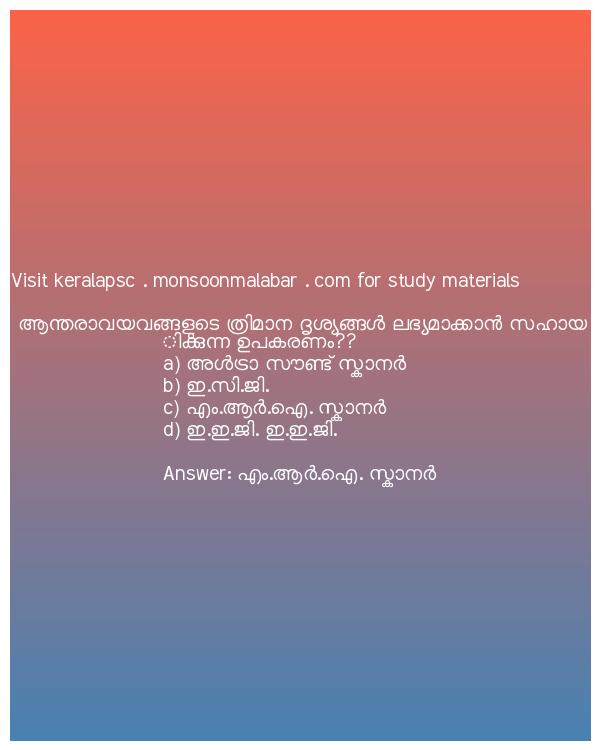 Visit keralapsc . monsoonmalabar . com for study materials
ആന്തരാവയവങ്ങളുടെ ത്രിമാന ദൃശ്യങ്ങൾ ലഭ്യമാക്കാൻ സഹായ
ിക്കുന്ന ഉപകരണം??
a) അൾട്രാ സൗണ്ട് സ്കാനർ
b) ഇ.സി.ജി.
c) എം.ആർ.ഐ. സ്കാനർ
d) ഇ.ഇ.ജി. ഇ.ഇ.ജി.
Answer: എം.ആർ.ഐ. സ്കാനർ